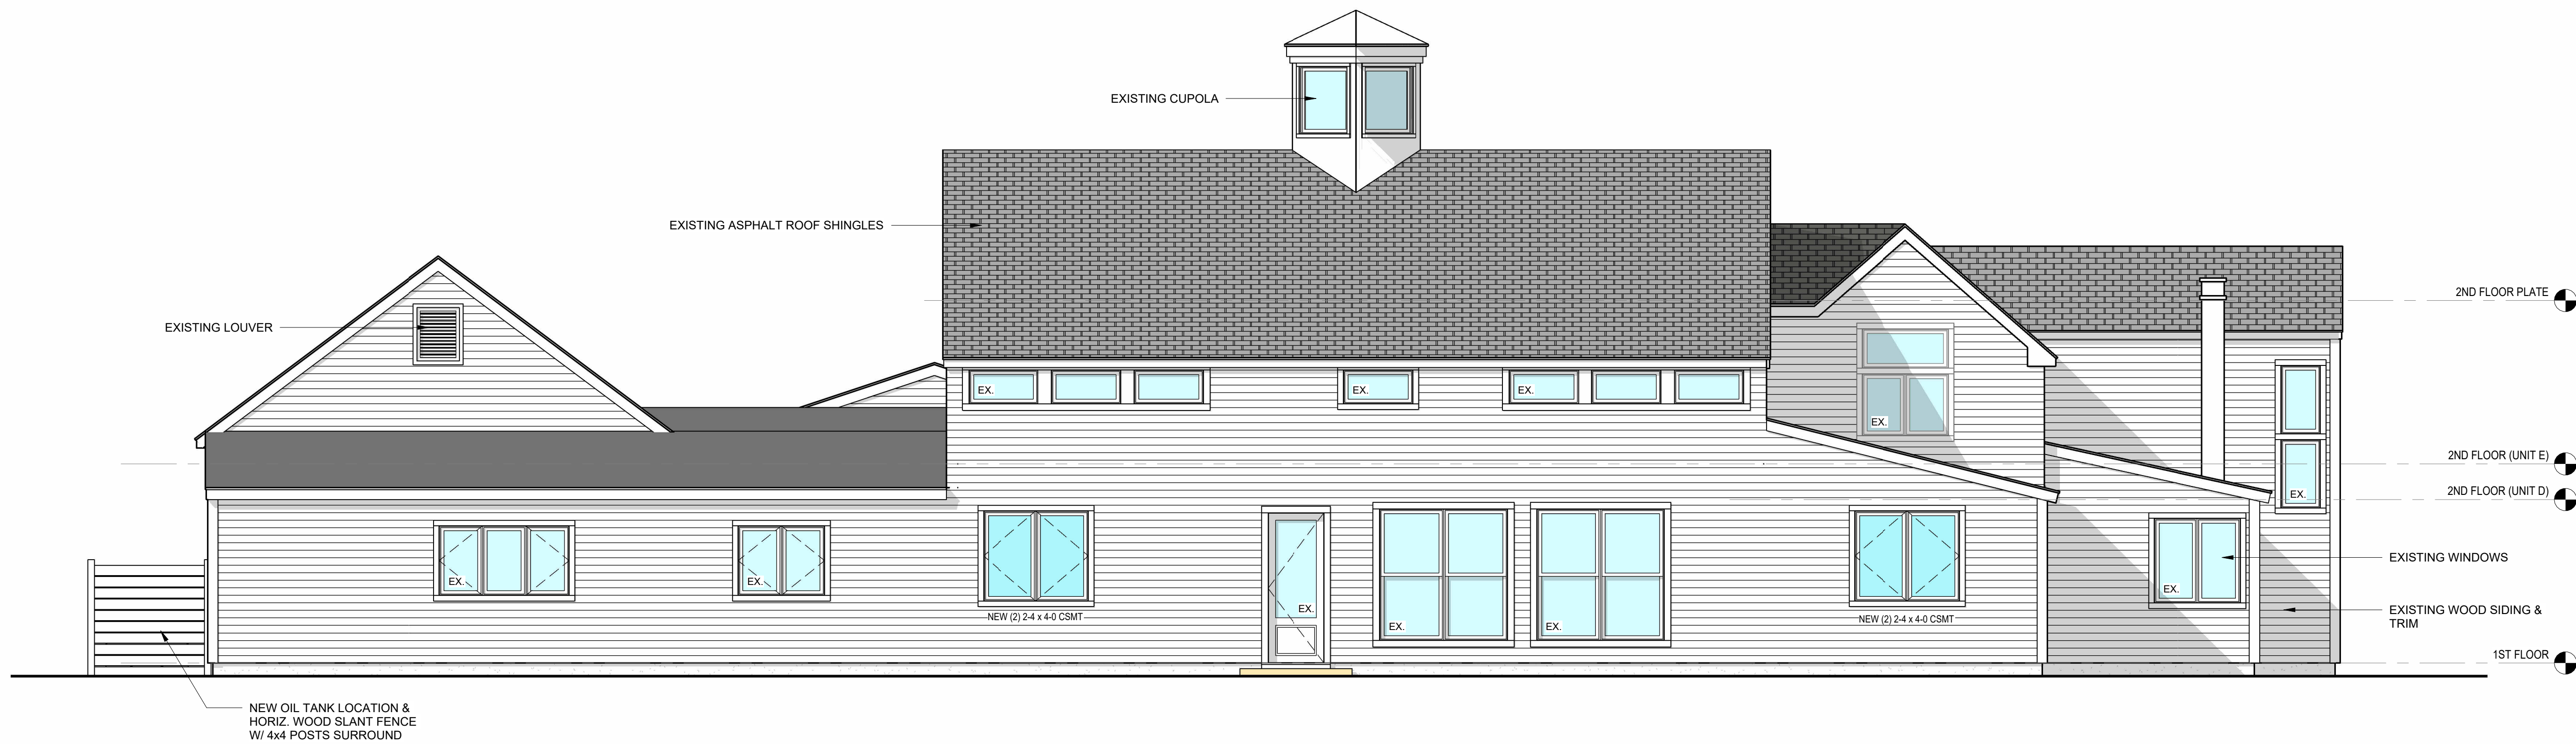 EXISTING CUPOLA
EXISTING ASPHALT ROOF SHINGLES
2ND FLOOR PLATE
EXISTING LOUVER
EX.
EX.
EX.
EX.
2ND FLOOR (UNIT E)
2ND FLOOR (UNIT D)
EX.
EXISTING WINDOWS
EX.
EX.
EX.
EX.
EX.
EX.
EXISTING WOOD SIDING &
TRIM
NEW (2) 2-4 x 4-0 CSMT
NEW (2) 2-4 x 4-0 CSMT
1ST FLOOR
NEW OIL TANK LOCATION &
HORIZ. WOOD SLANT FENCE
W/ 4x4 POSTS SURROUND